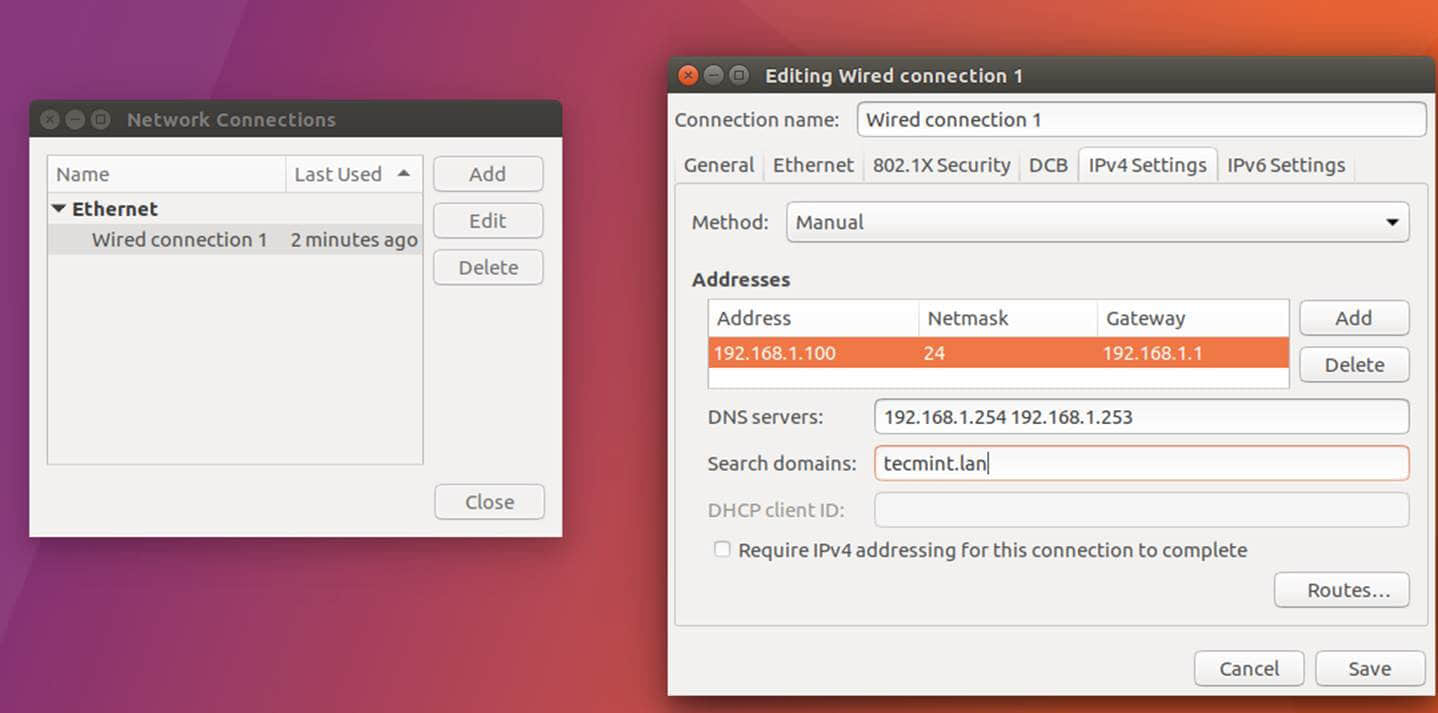 Network Connections
Name Last Used
Ethernet
Wired connection 1 2 minutes ago
Add
Edit
Delete
Close
Editing Wired connection 1
Connection name: Wired connection 1
General Ethernet 802.1X Security DCB IPv4 Settings IPv6 Settings
Method: Manual
Addresses
Address Netmask Gateway
192.168.1.100 24 192.168.1.1
Add
Delete
DNS servers: 192.168.1.254 192.168.1.253
Search domains: tecmint.lan
DHCP client ID:
Require IPv4 addressing for this connection to complete
Routes...
Cancel Save